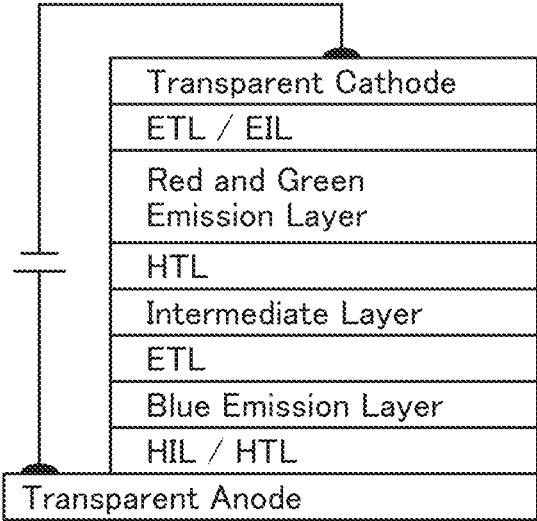 Transparent Cathode
ETL / EIL
Red and Green
Emission Layer
HTL
Intermediate Layer
ETL
Blue Emission Layer
HIL / HTL
Transparent Anode